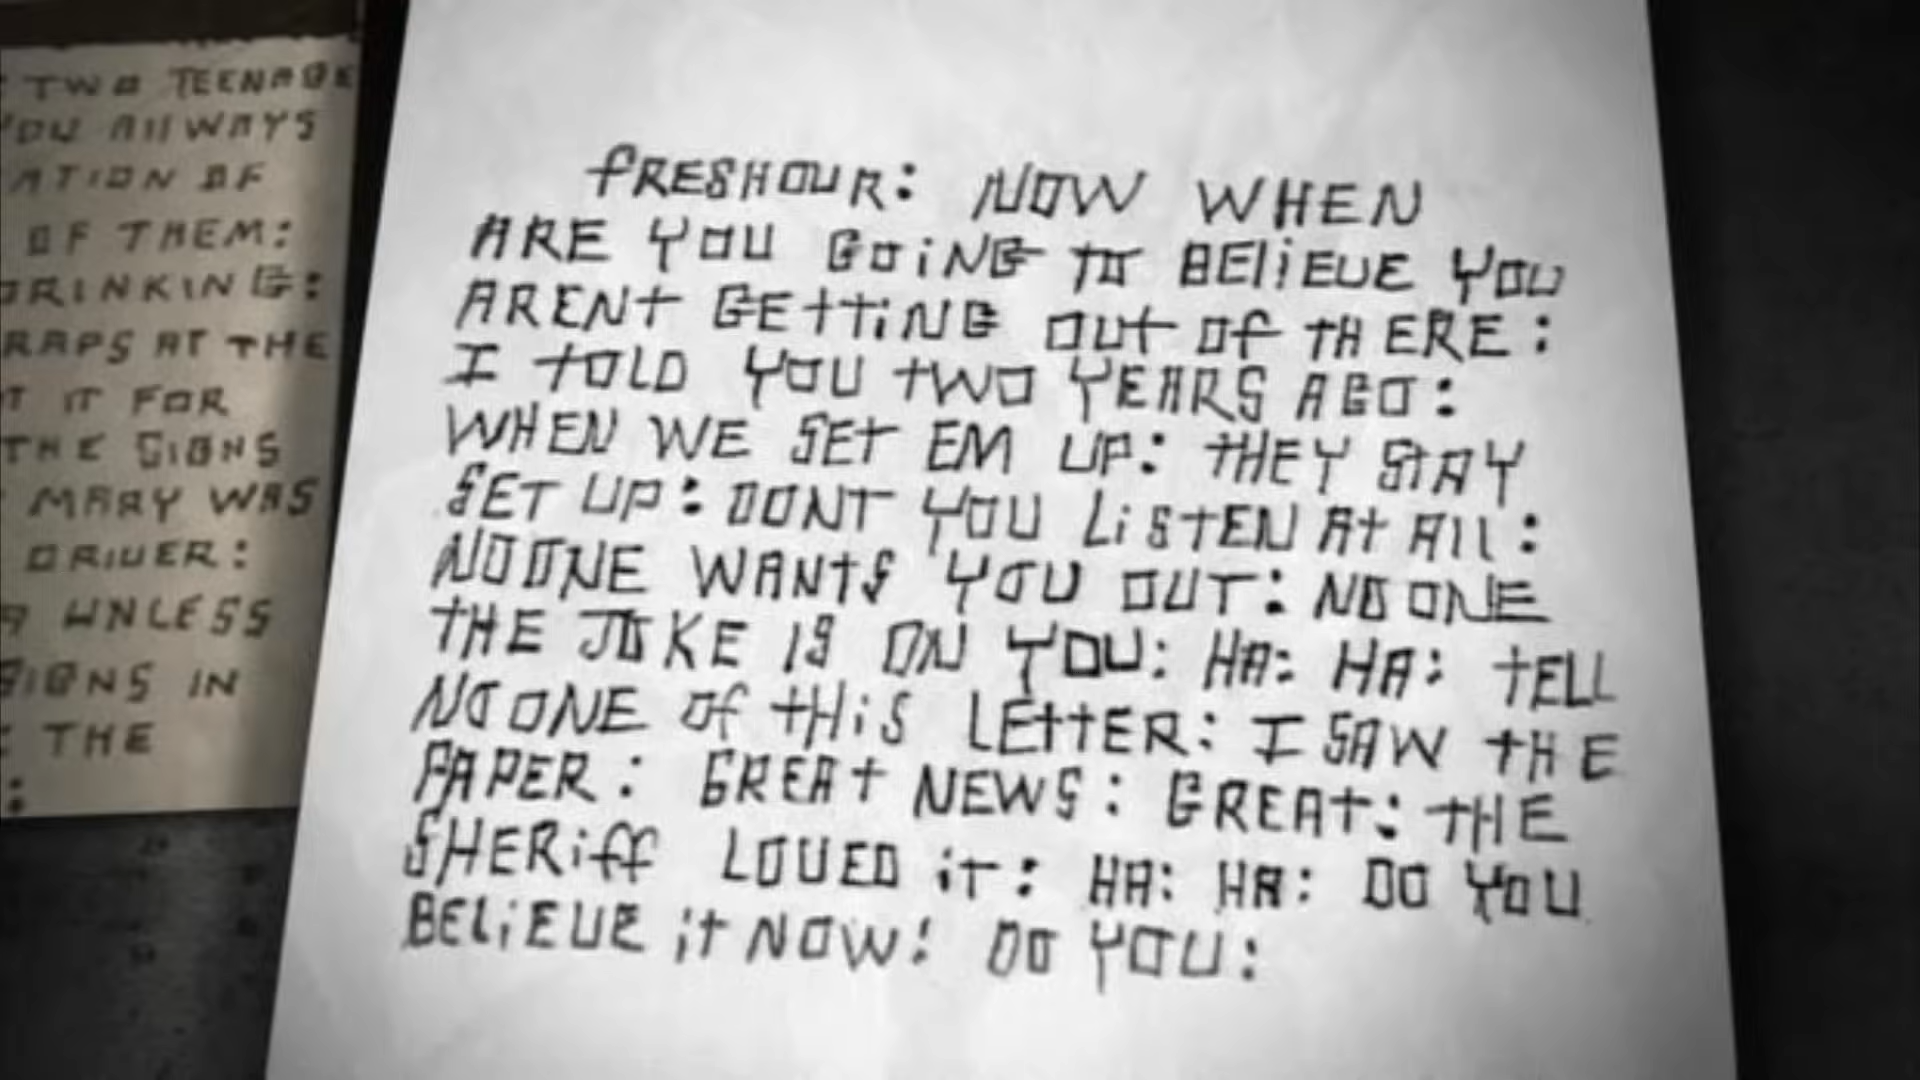 TWO TEENAGE
YOU AllWAYS
ATION OF
OF THEM:
DRINKING:
RAPS AT THE
T IT FOR
THE SIGNS
MARY WAS
DRIVER:
UNLESS
SIGNS IN
THE
:
fRESHOUR: NOW WHEN
ARE YOU GOiNG TO BEliEVE YOU
ARENt GEttiNG OUt Of tHERE:
I tOLD YOU tWO YEARS AGO:
WHEN WE SET EM UP: tHEY StAY
SET UP: DONT YOU LiStEN At All:
NOONE WANtS YOU OUT: NO ONE
tHE JOKE IS ON YOU: HA: HA: tELL
NO ONE Of tHiS LEttER: I SAW tHE
PAPER: GREAt NEWS: GREAt: tHE
SHERiff LOVED it: HA: HA: DO YOU
BELiEVE it NOW! DO YOU: